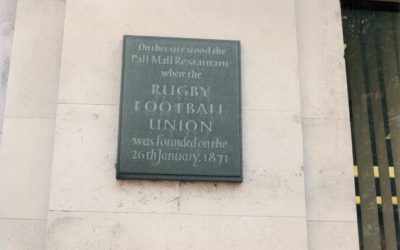 On this site stood the
Pall Mall Restaurant
where the
RUGBY
FOOTBALL
UNION
was founded on the
26th January, 1871